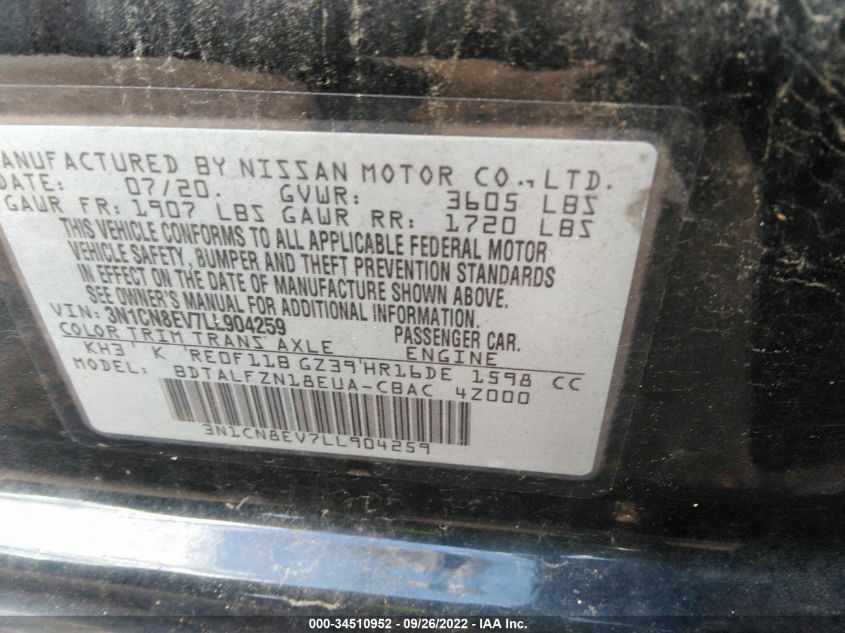 MANUFACTURED BY NISSAN MOTOR CO., LTD.
DATE: 07/20. GVWR: 3605 LBS
GAWR FR: 1907 LBS GAWR RR: 1720 LBS
THIS VEHICLE CONFORMS TO ALL APPLICABLE FEDERAL MOTOR
VEHICLE SAFETY, BUMPER AND THEFT PREVENTION STANDARDS
IN EFFECT ON THE DATE OF MANUFACTURE SHOWN ABOVE.
SEE OWNER'S MANUAL FOR ADDITIONAL INFORMATION.
VIN: 3N1CN8EV7LL904259 PASSENGER CAR.
COLOR TRIM TRANS AXLE ENGINE
KH3 K RE0F11B GZ39 HR16DE 1598 CC
MODEL: BDTALFZN18EUA-CBAC 4Z000
3N1CN8EV7LL904259
000-34510952 / 09/26/2022 / IAA Inc.